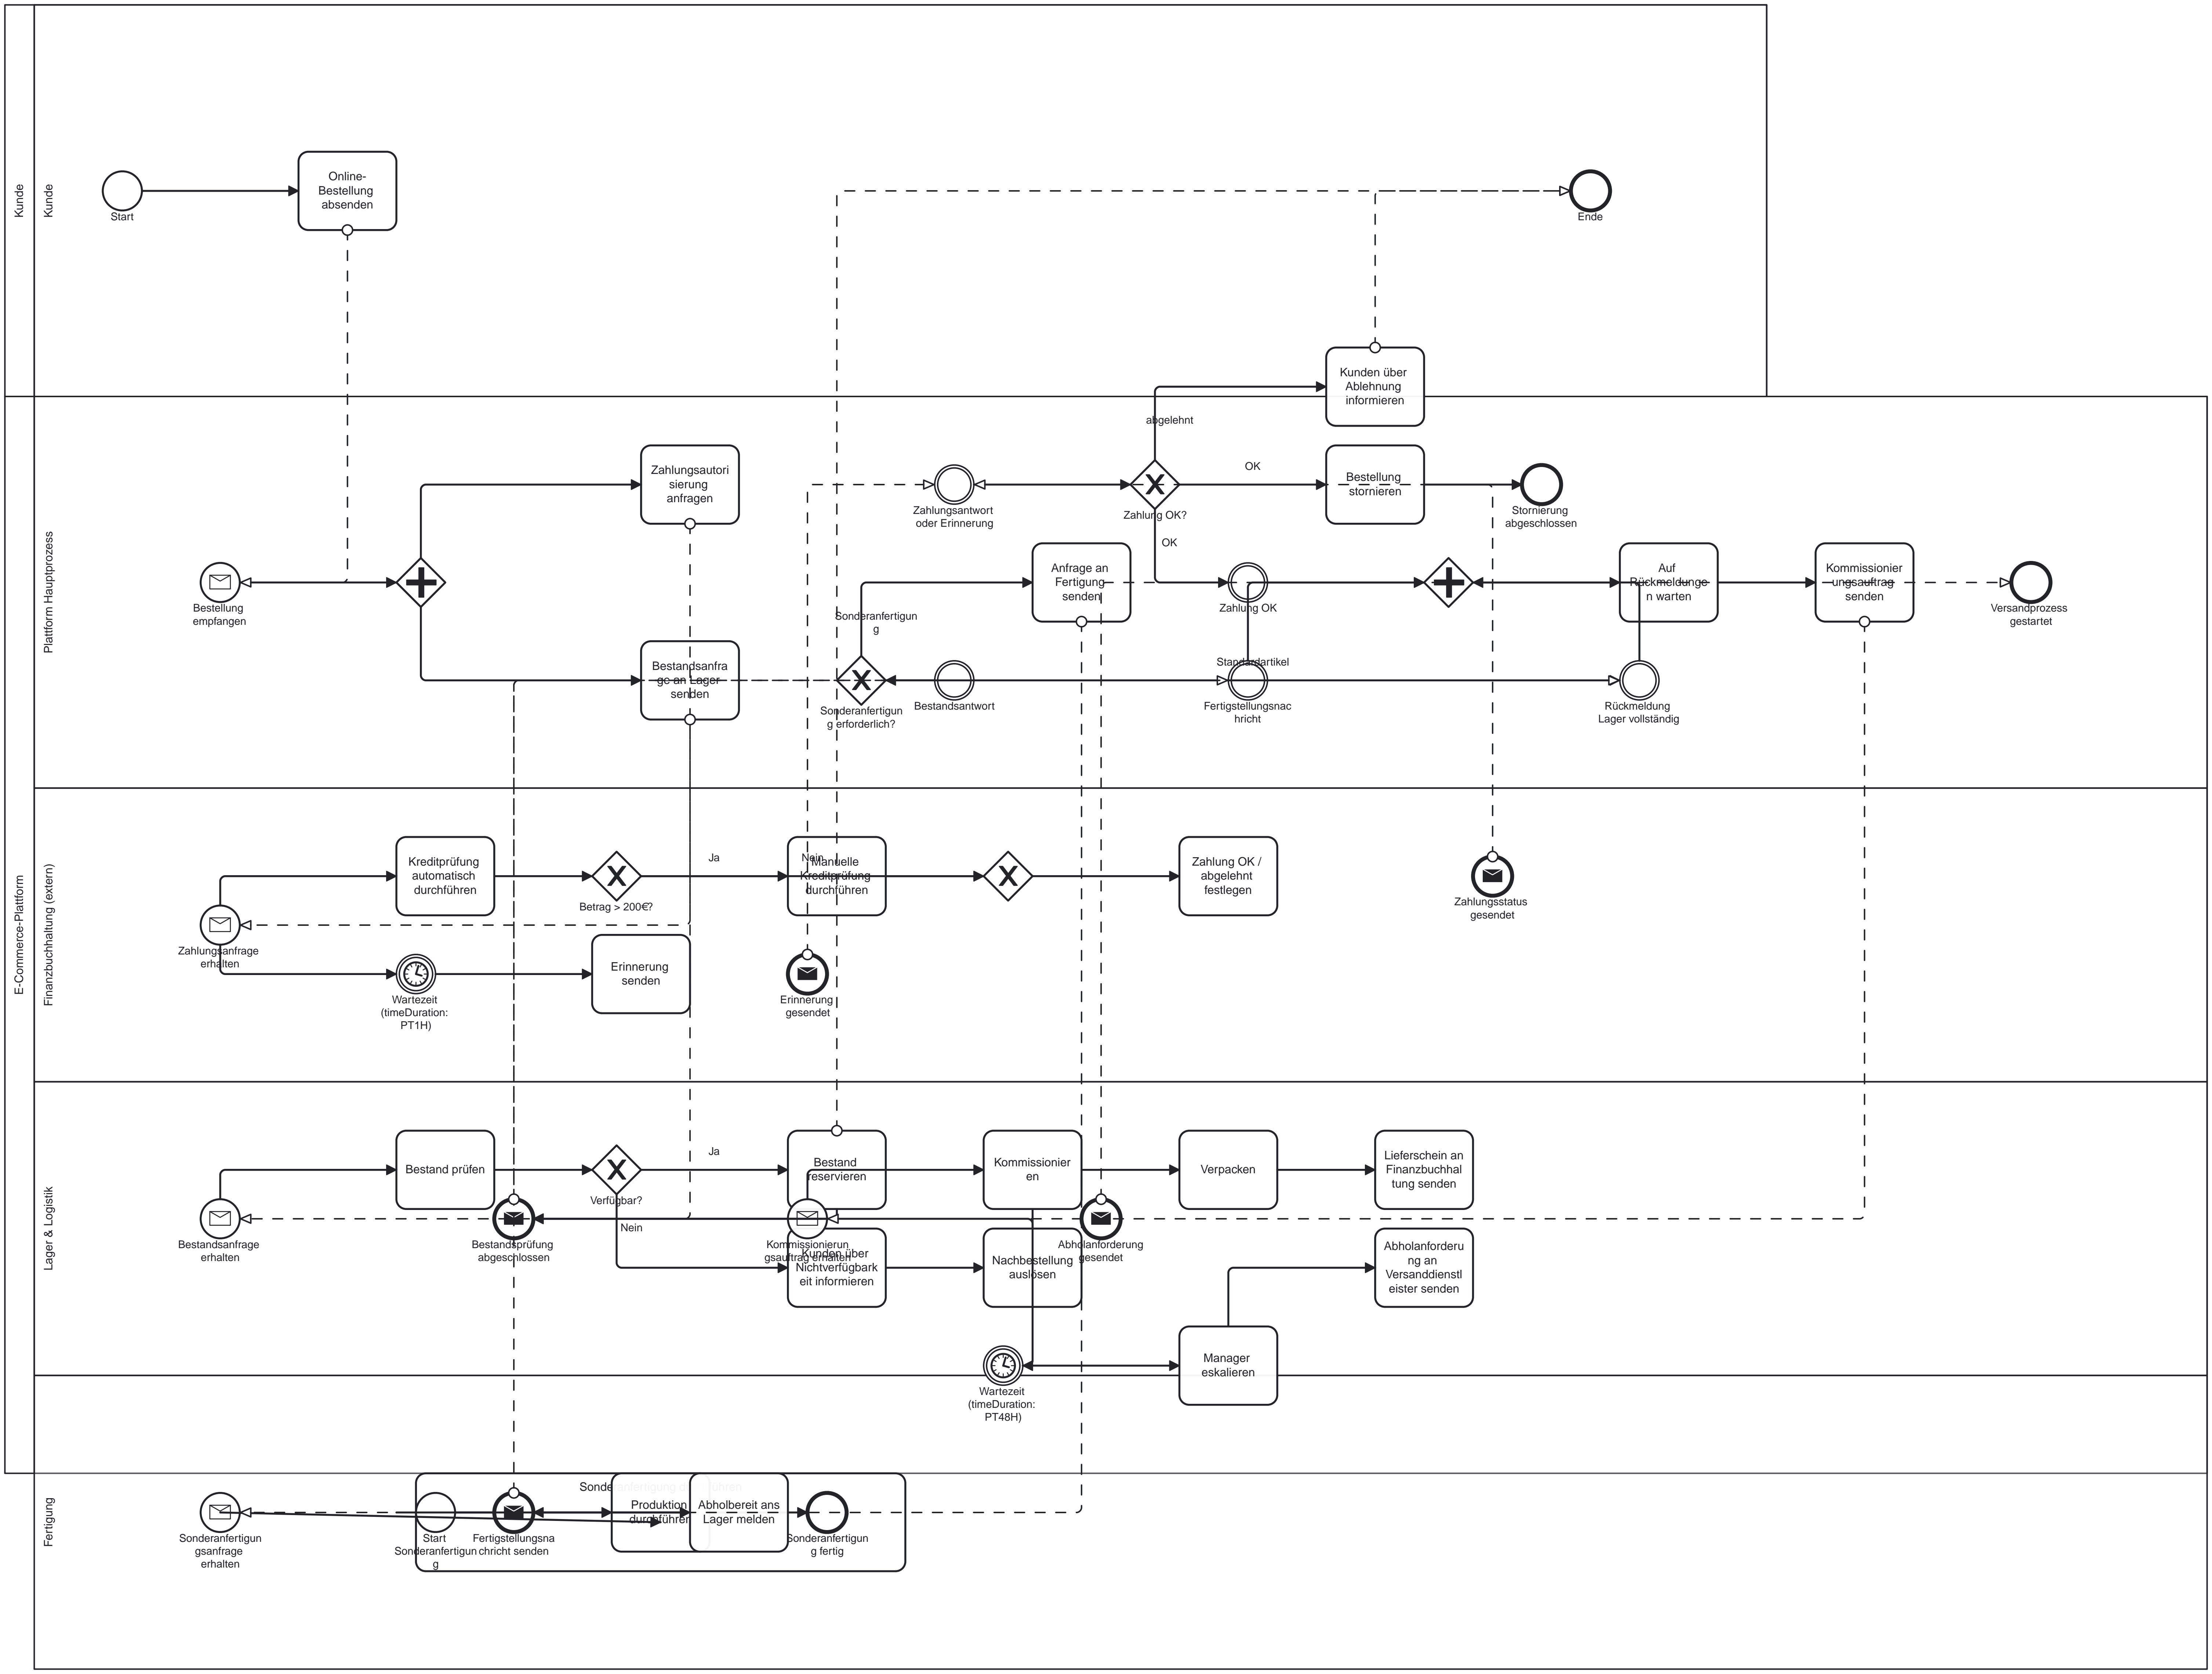 Kunde
Kunde
Start
Online-
Bestellung
absenden
Ende
E-Commerce-Plattform
Plattform Hauptprozess
Kunden über
Ablehnung
informieren
abgelehnt
Zahlungsautori
sierung
anfragen
Zahlungsantwort
oder Erinnerung
Zahlung OK?
OK
OK
Bestellung
stornieren
Stornierung
abgeschlossen
Bestellung
empfangen
Anfrage an
Fertigung
senden
Zahlung OK
Auf
Rückmeldunge
n warten
Kommissionier
ungsauftrag
senden
Versandprozess
gestartet
Sonderanfertigun
g
Bestandsanfra
ge an Lager
senden
Sonderanfertigun
g erforderlich?
Bestandsantwort
Standardartikel
Fertigstellungsnac
hricht
Rückmeldung
Lager vollständig
Finanzbuchhaltung (extern)
Kreditprüfung
automatisch
durchführen
Betrag > 200€?
Ja
Nein
Manuelle
Kreditprüfung
durchführen
Zahlung OK /
abgelehnt
festlegen
Zahlungsstatus
gesendet
Zahlungsanfrage
erhalten
Wartezeit
(timeDuration:
PT1H)
Erinnerung
senden
Erinnerung
gesendet
Lager & Logistik
Bestand prüfen
Verfügbar?
Ja
Nein
Bestand
reservieren
Kommissionier
en
Verpacken
Lieferschein an
Finanzbuchhal
tung senden
Bestandsanfrage
erhalten
Bestandsprüfung
abgeschlossen
Kommissionierun
gsauftrag erhalten
Kunden über
Nichtverfügbark
eit informieren
Nachbestellung
auslösen
Abholanforderung
gesendet
Abholanforderu
ng an
Versanddienstl
eister senden
Wartezeit
(timeDuration:
PT48H)
Manager
eskalieren
Fertigung
Sonderanfertigun
gsanfrage
erhalten
Start
Sonderanfertigun
g
Fertigstellungsna
chricht senden
Produktion
durchführen
Abholbereit ans
Lager melden
Sonderanfertigun
g fertig